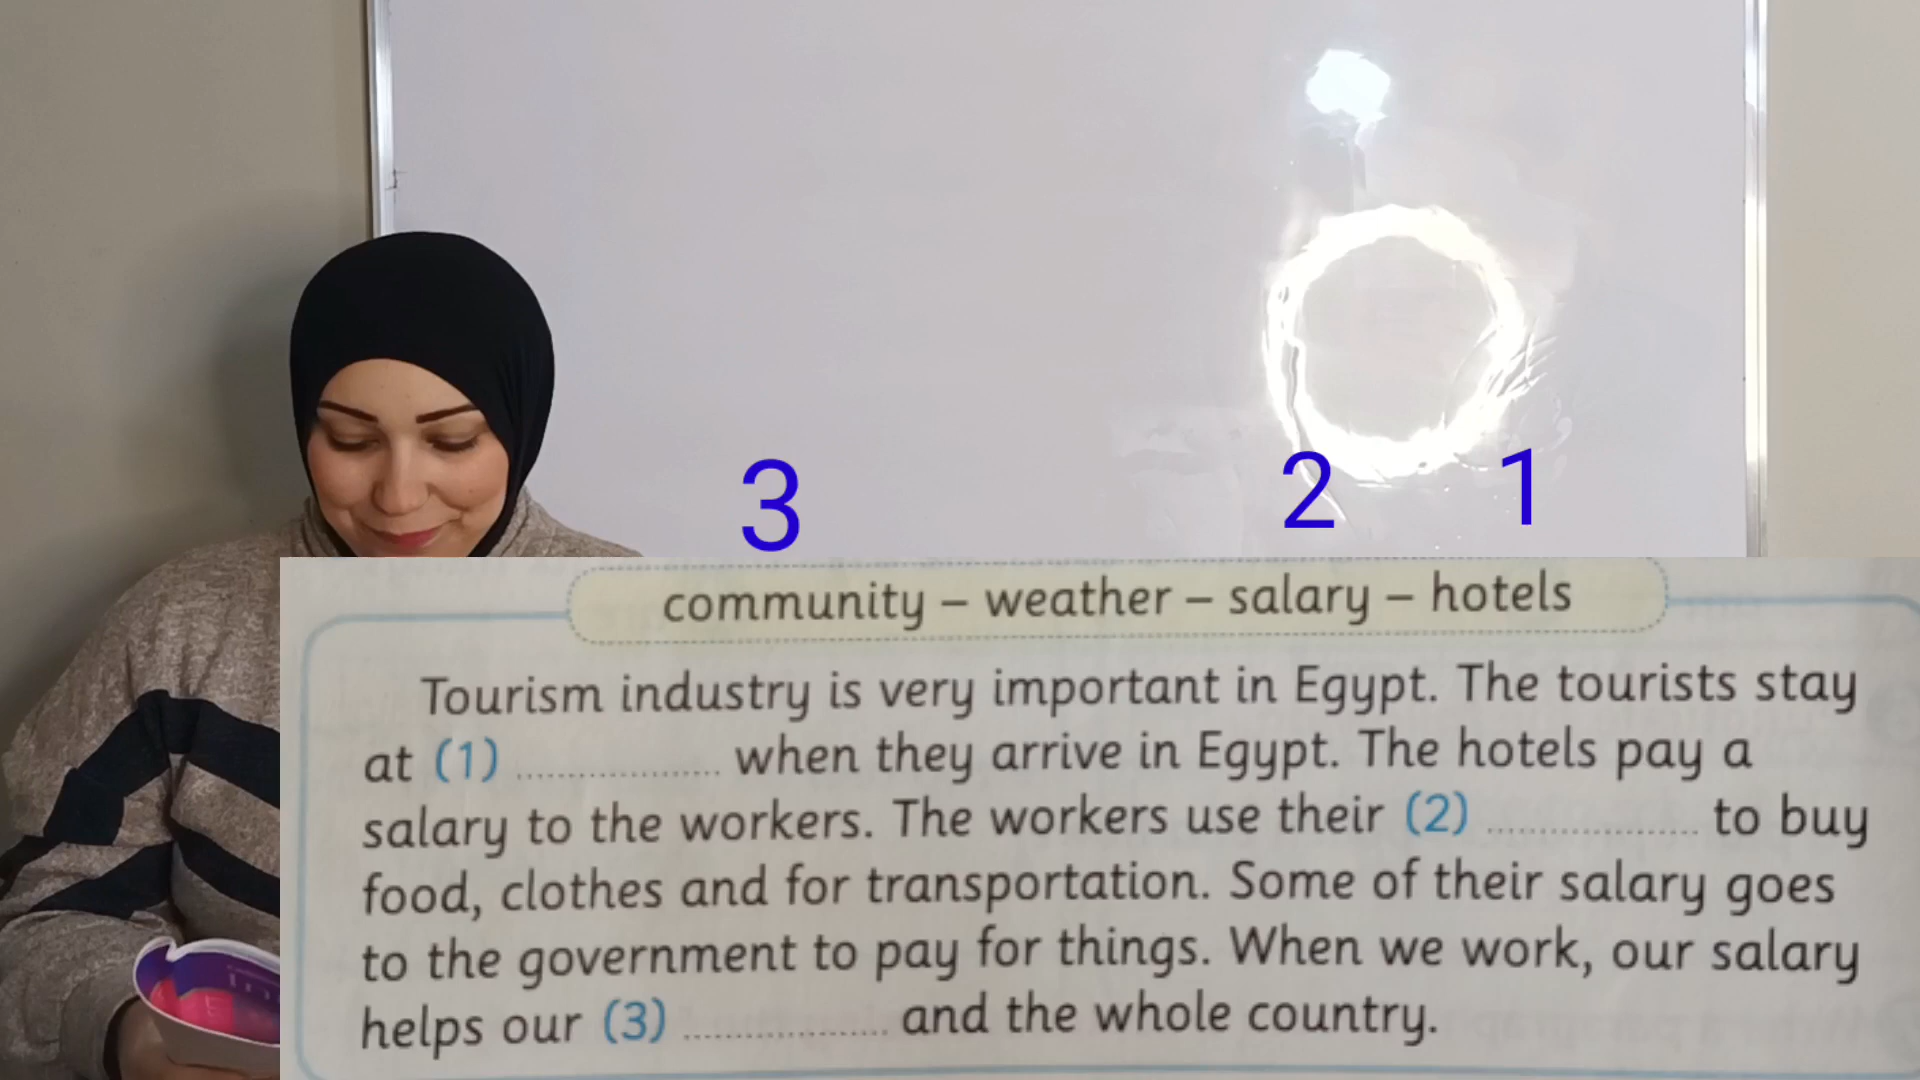 3 2 1
community – weather – salary – hotels
Tourism industry is very important in Egypt. The tourists stay
at (1) .................... when they arrive in Egypt. The hotels pay a
salary to the workers. The workers use their (2) .................... to buy
food, clothes and for transportation. Some of their salary goes
to the government to pay for things. When we work, our salary
helps our (3) .................... and the whole country.